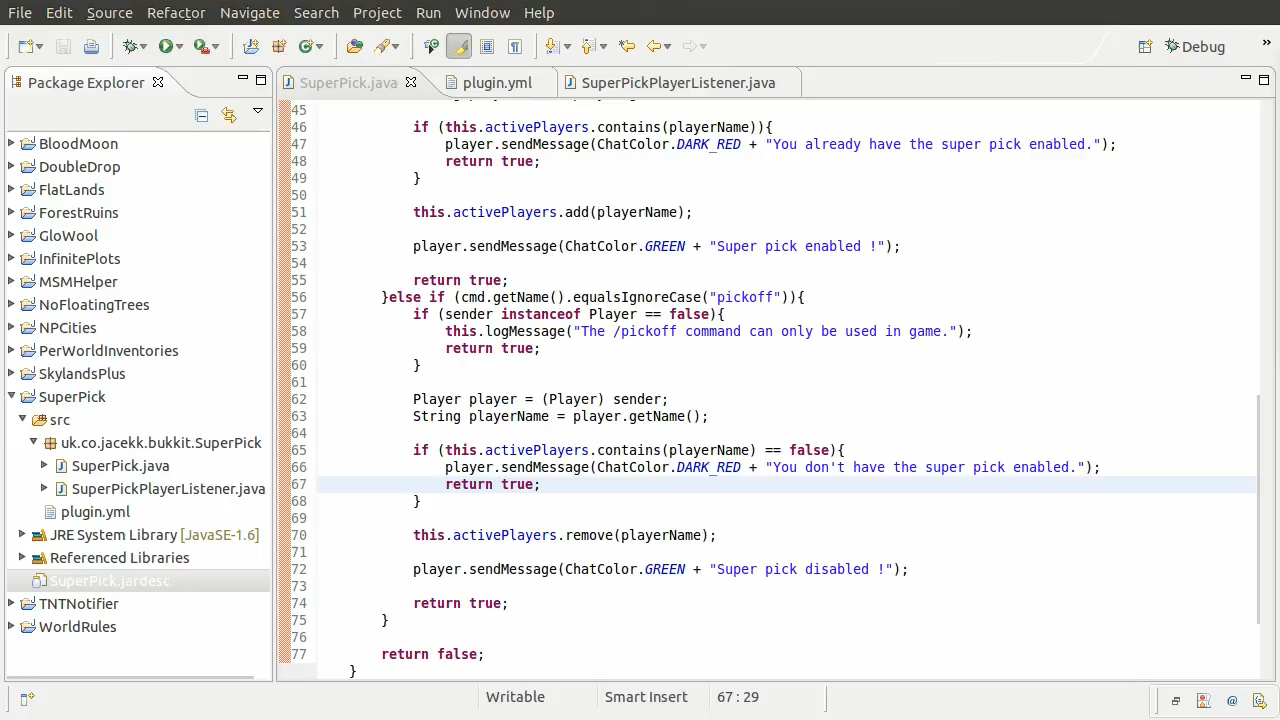 File Edit Source Refactor Navigate Search Project Run Window Help
Debug
Package Explorer
SuperPick.java
plugin.yml
SuperPickPlayerListener.java
BloodMoon
DoubleDrop
FlatLands
ForestRuins
GloWool
InfinitePlots
MSMHelper
NoFloatingTrees
NPCities
PerWorldInventories
SkylandsPlus
SuperPick
src
uk.co.jacekk.bukkit.SuperPick
SuperPick.java
SuperPickPlayerListener.java
plugin.yml
JRE System Library [JavaSE-1.6]
Referenced Libraries
SuperPick.jardesc
TNTNotifier
WorldRules
45
46 if (this.activePlayers.contains(playerName)){
47 player.sendMessage(ChatColor.DARK_RED + "You already have the super pick enabled.");
48 return true;
49 }
50
51 this.activePlayers.add(playerName);
52
53 player.sendMessage(ChatColor.GREEN + "Super pick enabled !");
54
55 return true;
56 }else if (cmd.getName().equalsIgnoreCase("pickoff")){
57 if (sender instanceof Player == false){
58 this.logMessage("The /pickoff command can only be used in game.");
59 return true;
60 }
61
62 Player player = (Player) sender;
63 String playerName = player.getName();
64
65 if (this.activePlayers.contains(playerName) == false){
66 player.sendMessage(ChatColor.DARK_RED + "You don't have the super pick enabled.");
67 return true;
68 }
69
70 this.activePlayers.remove(playerName);
71
72 player.sendMessage(ChatColor.GREEN + "Super pick disabled !");
73
74 return true;
75 }
76
77 return false;
}
Writable
Smart Insert
67 : 29